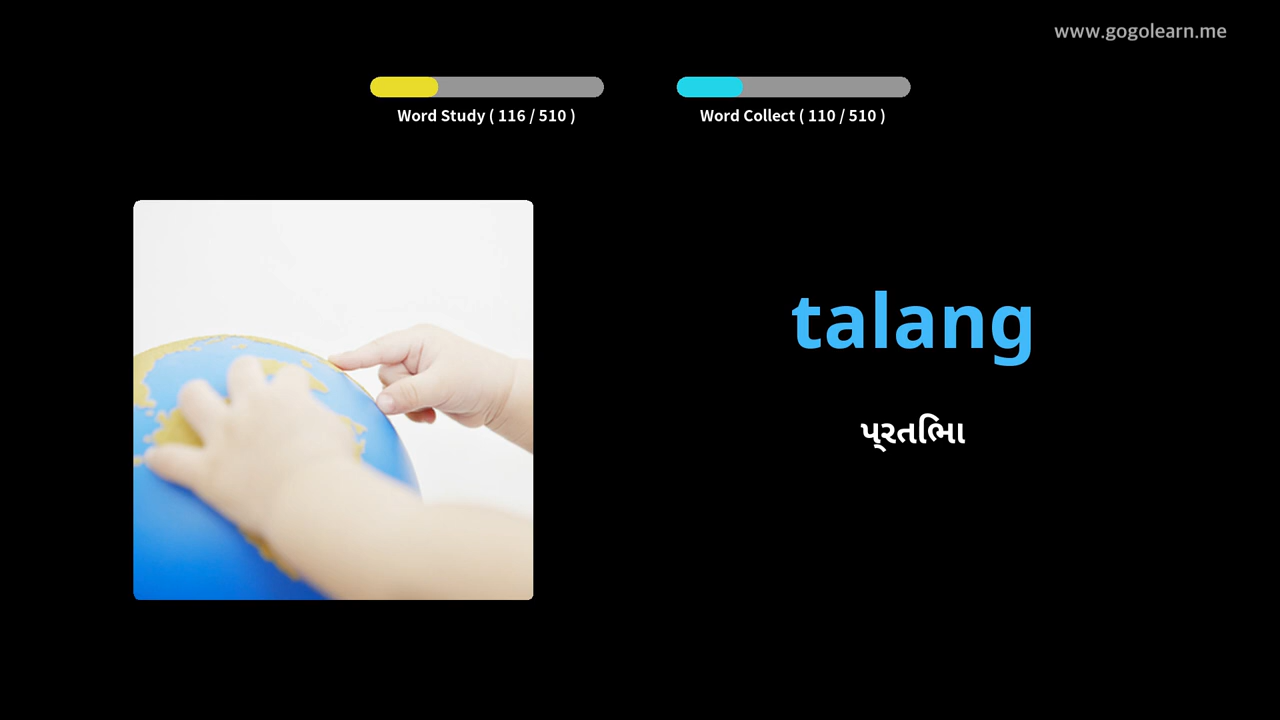 www.gogolearn.me
Word Study ( 116 / 510 )
Word Collect ( 110 / 510 )
talang
પ્રતિભા